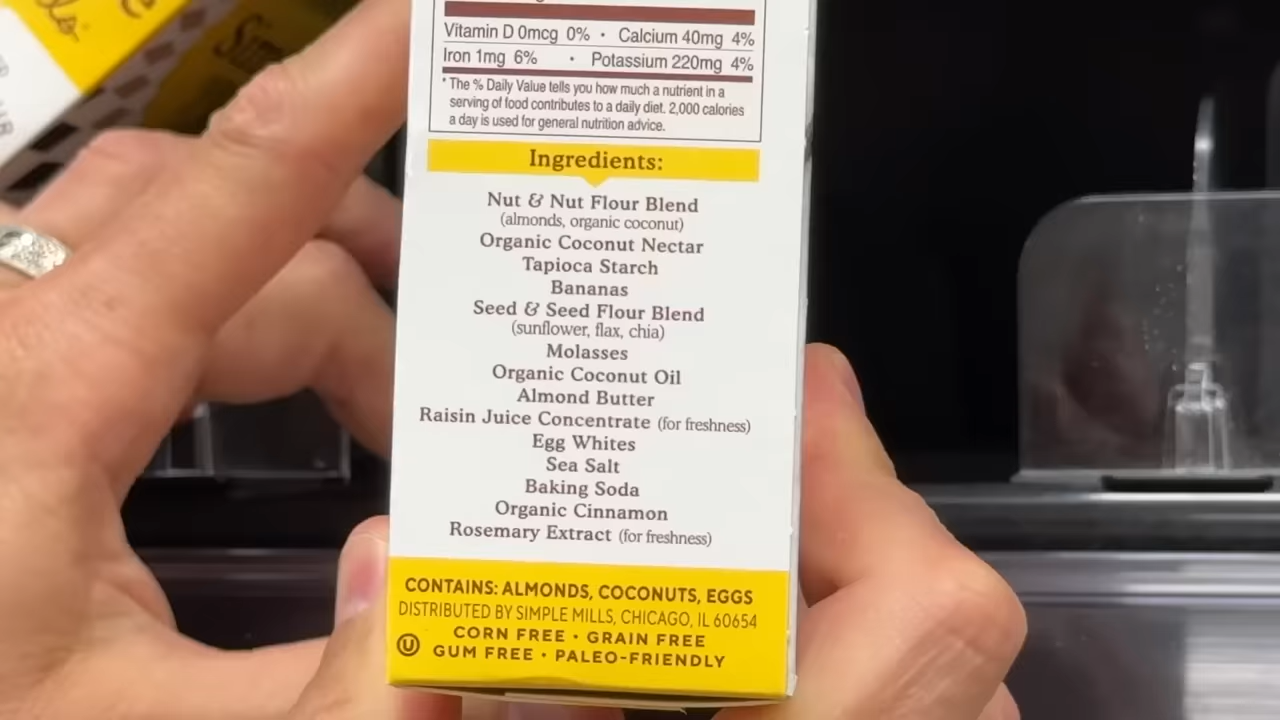 Vitamin D 0mcg 0% • Calcium 40mg 4%
Iron 1mg 6% • Potassium 220mg 4%
* The % Daily Value tells you how much a nutrient in a
serving of food contributes to a daily diet. 2,000 calories
a day is used for general nutrition advice.
Ingredients:
Nut & Nut Flour Blend
(almonds, organic coconut)
Organic Coconut Nectar
Tapioca Starch
Bananas
Seed & Seed Flour Blend
(sunflower, flax, chia)
Molasses
Organic Coconut Oil
Almond Butter
Raisin Juice Concentrate (for freshness)
Egg Whites
Sea Salt
Baking Soda
Organic Cinnamon
Rosemary Extract (for freshness)
CONTAINS: ALMONDS, COCONUTS, EGGS
DISTRIBUTED BY SIMPLE MILLS, CHICAGO, IL 60654
CORN FREE • GRAIN FREE
U GUM FREE • PALEO-FRIENDLY